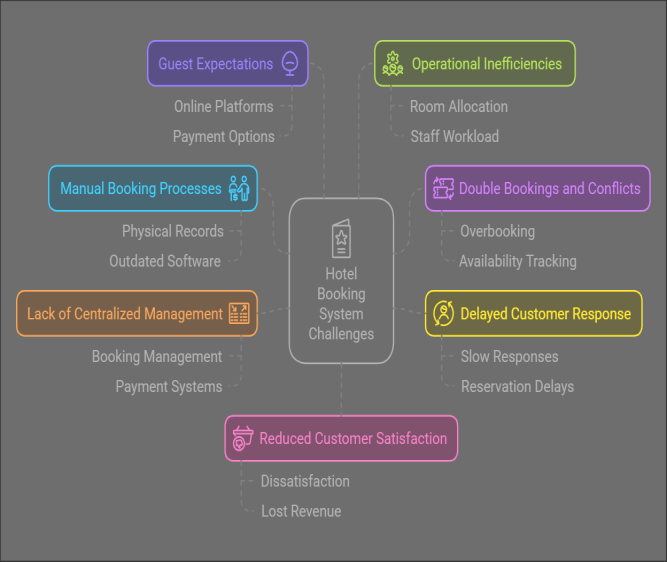 Guest Expectations
Online Platforms
Payment Options
Operational Inefficiencies
Room Allocation
Staff Workload
Manual Booking Processes
Physical Records
Outdated Software
Double Bookings and Conflicts
Overbooking
Availability Tracking
Hotel
Booking
System
Challenges
Lack of Centralized Management
Booking Management
Payment Systems
Delayed Customer Response
Slow Responses
Reservation Delays
Reduced Customer Satisfaction
Dissatisfaction
Lost Revenue